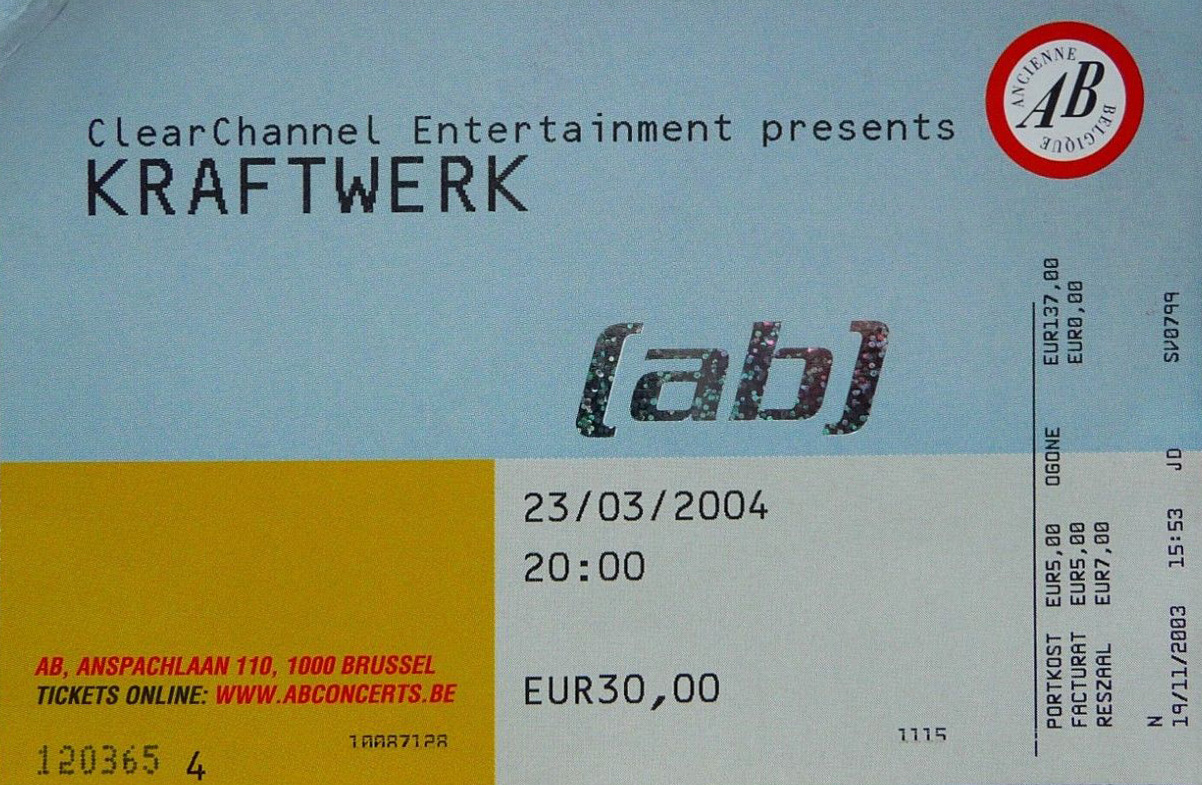 ClearChannel Entertainment presents
KRAFTWERK
ANCIENNE
AB
BELGIQUE
(ab)
23/03/2004
20:00
EUR30,00
AB, ANSPACHLAAN 110, 1000 BRUSSEL
TICKETS ONLINE: WWW.ABCONCERTS.BE
120365 4
10087128
1115
PORTKOST EUR5,00 OGONE EUR137,00
FACTURAT EUR5,00 EUR0,00
RESZAAL EUR7,00
N
19/11/2003 15:53 JD SV0799